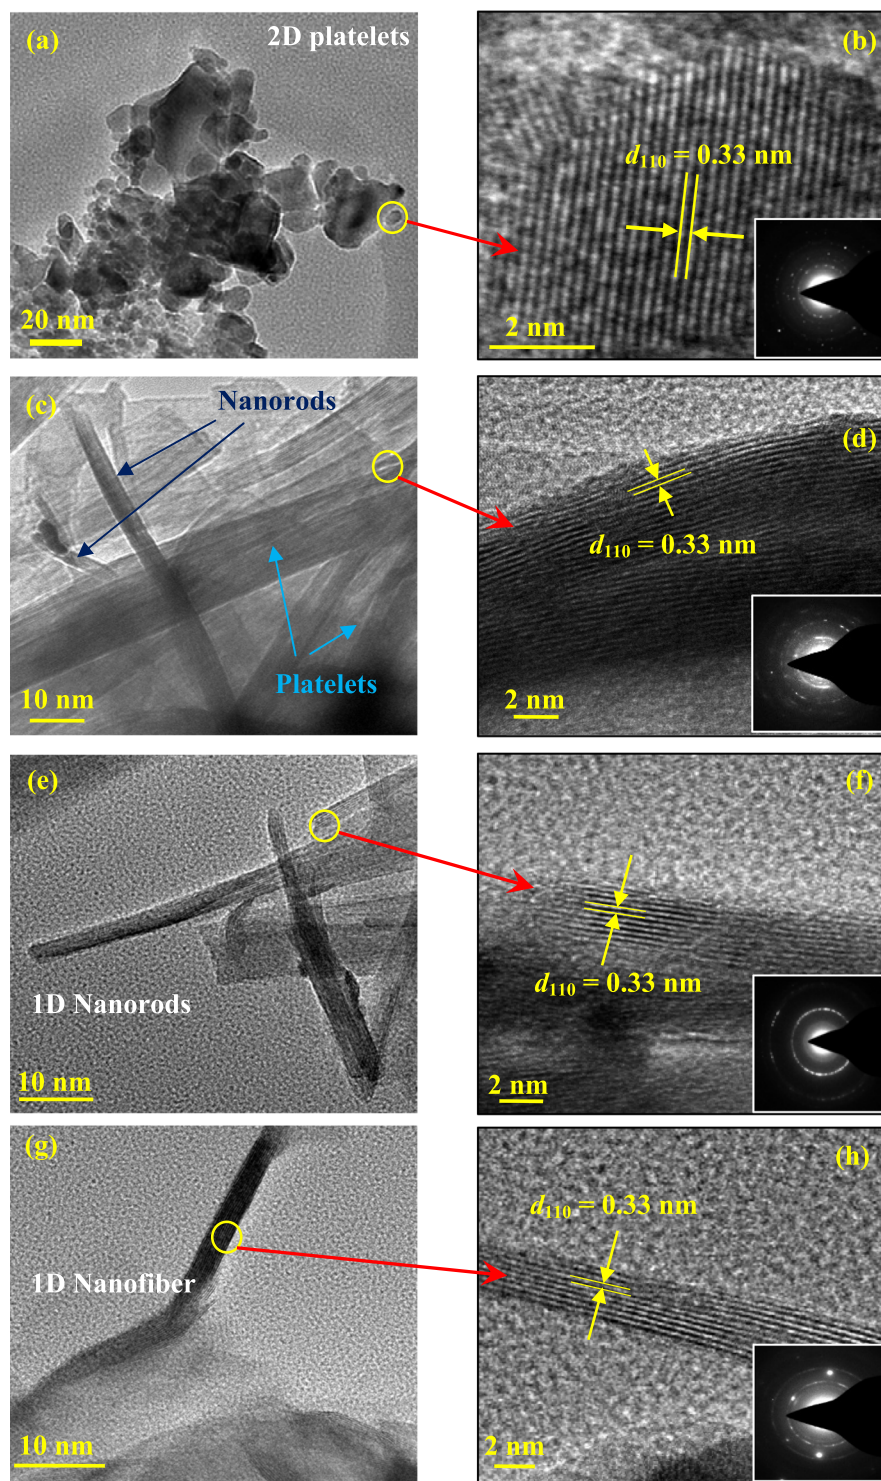 (a)
2D platelets
20 nm
(b)
d110 = 0.33 nm
2 nm
(c)
Nanorods
Platelets
10 nm
(d)
d110 = 0.33 nm
2 nm
(e)
1D Nanorods
10 nm
(f)
d110 = 0.33 nm
2 nm
(g)
1D Nanofiber
10 nm
(h)
d110 = 0.33 nm
2 nm